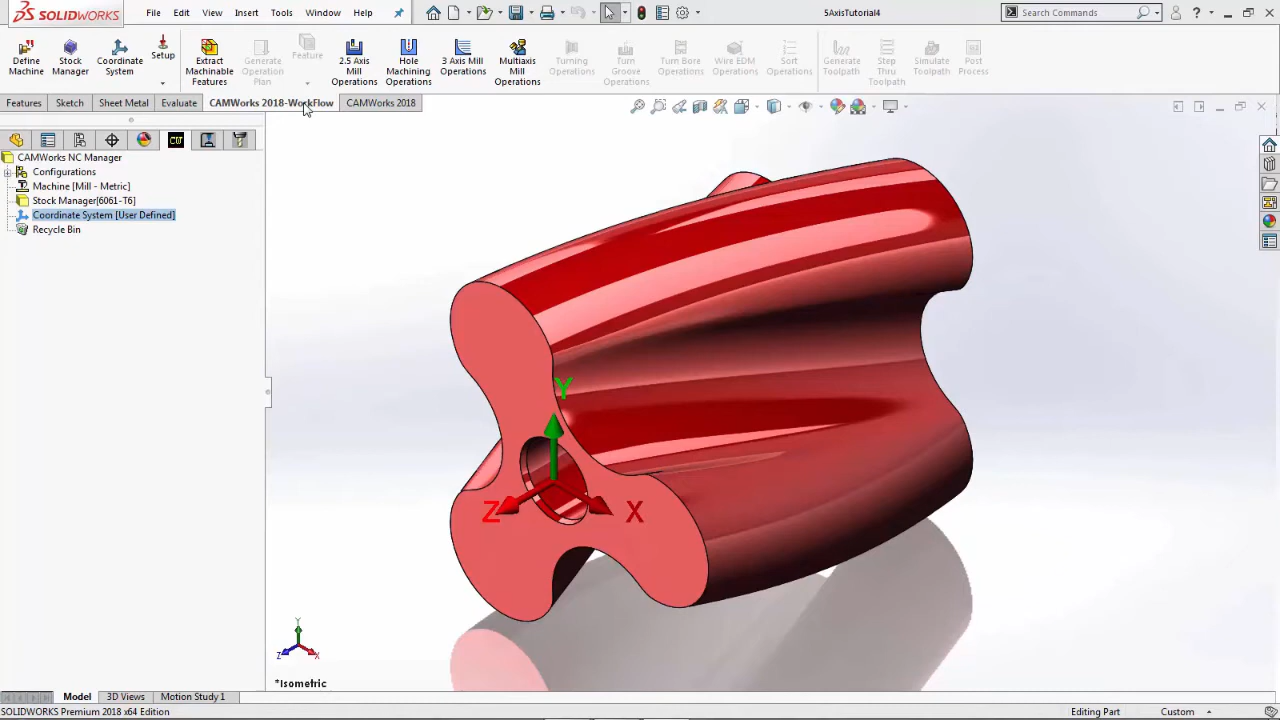 SOLIDWORKS File Edit View Insert Tools Window Help 5AxisTutorial4 Search Commands
Define Machine
Stock Manager
Coordinate System
Setup
Extract Machinable Features
Generate Operation Plan
Feature
2.5 Axis Mill Operations
Hole Machining Operations
3 Axis Mill Operations
Multiaxis Mill Operations
Turning Operations
Turn Groove Operations
Turn Bore Operations
Wire EDM Operations
Sort Operations
Generate Toolpath
Step Thru Toolpath
Simulate Toolpath
Post Process
Features Sketch Sheet Metal Evaluate CAMWorks 2018-WorkFlow CAMWorks 2018
CAMWorks NC Manager
Configurations
Machine [Mill - Metric]
Stock Manager[6061-T6]
Coordinate System [User Defined]
Recycle Bin
Y
Z X
Y
Z X
*Isometric
Model 3D Views Motion Study 1
SOLIDWORKS Premium 2018 x64 Edition Editing Part Custom